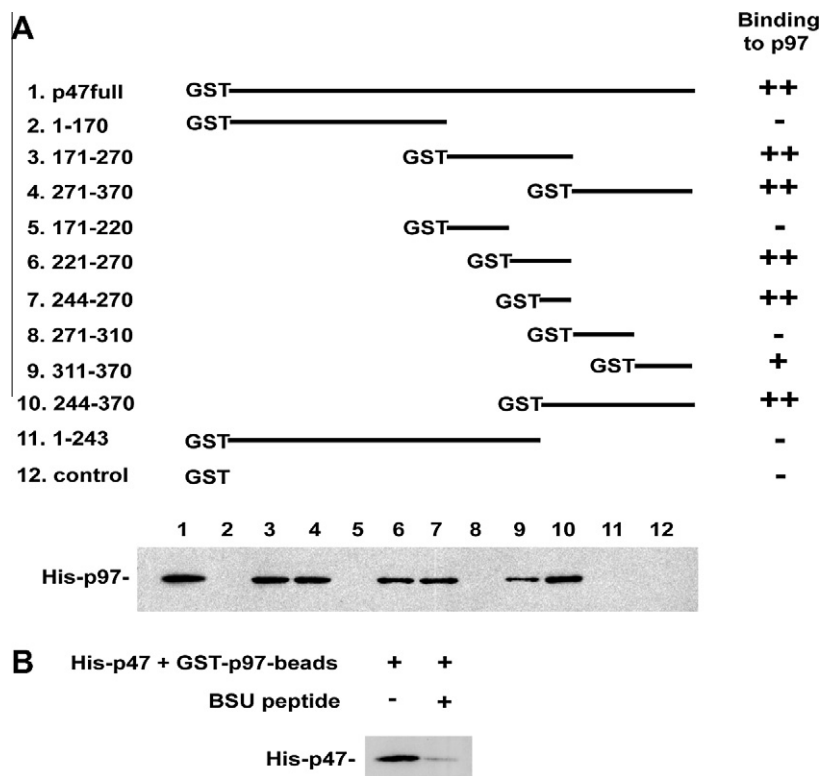 A
Binding
to p97
1. p47full GST ++
2. 1-170 GST -
3. 171-270 GST ++
4. 271-370 GST ++
5. 171-220 GST -
6. 221-270 GST ++
7. 244-270 GST ++
8. 271-310 GST -
9. 311-370 GST +
10. 244-370 GST ++
11. 1-243 GST -
12. control GST -
1 2 3 4 5 6 7 8 9 10 11 12
His-p97-
B
His-p47 + GST-p97-beads + +
BSU peptide - +
His-p47-